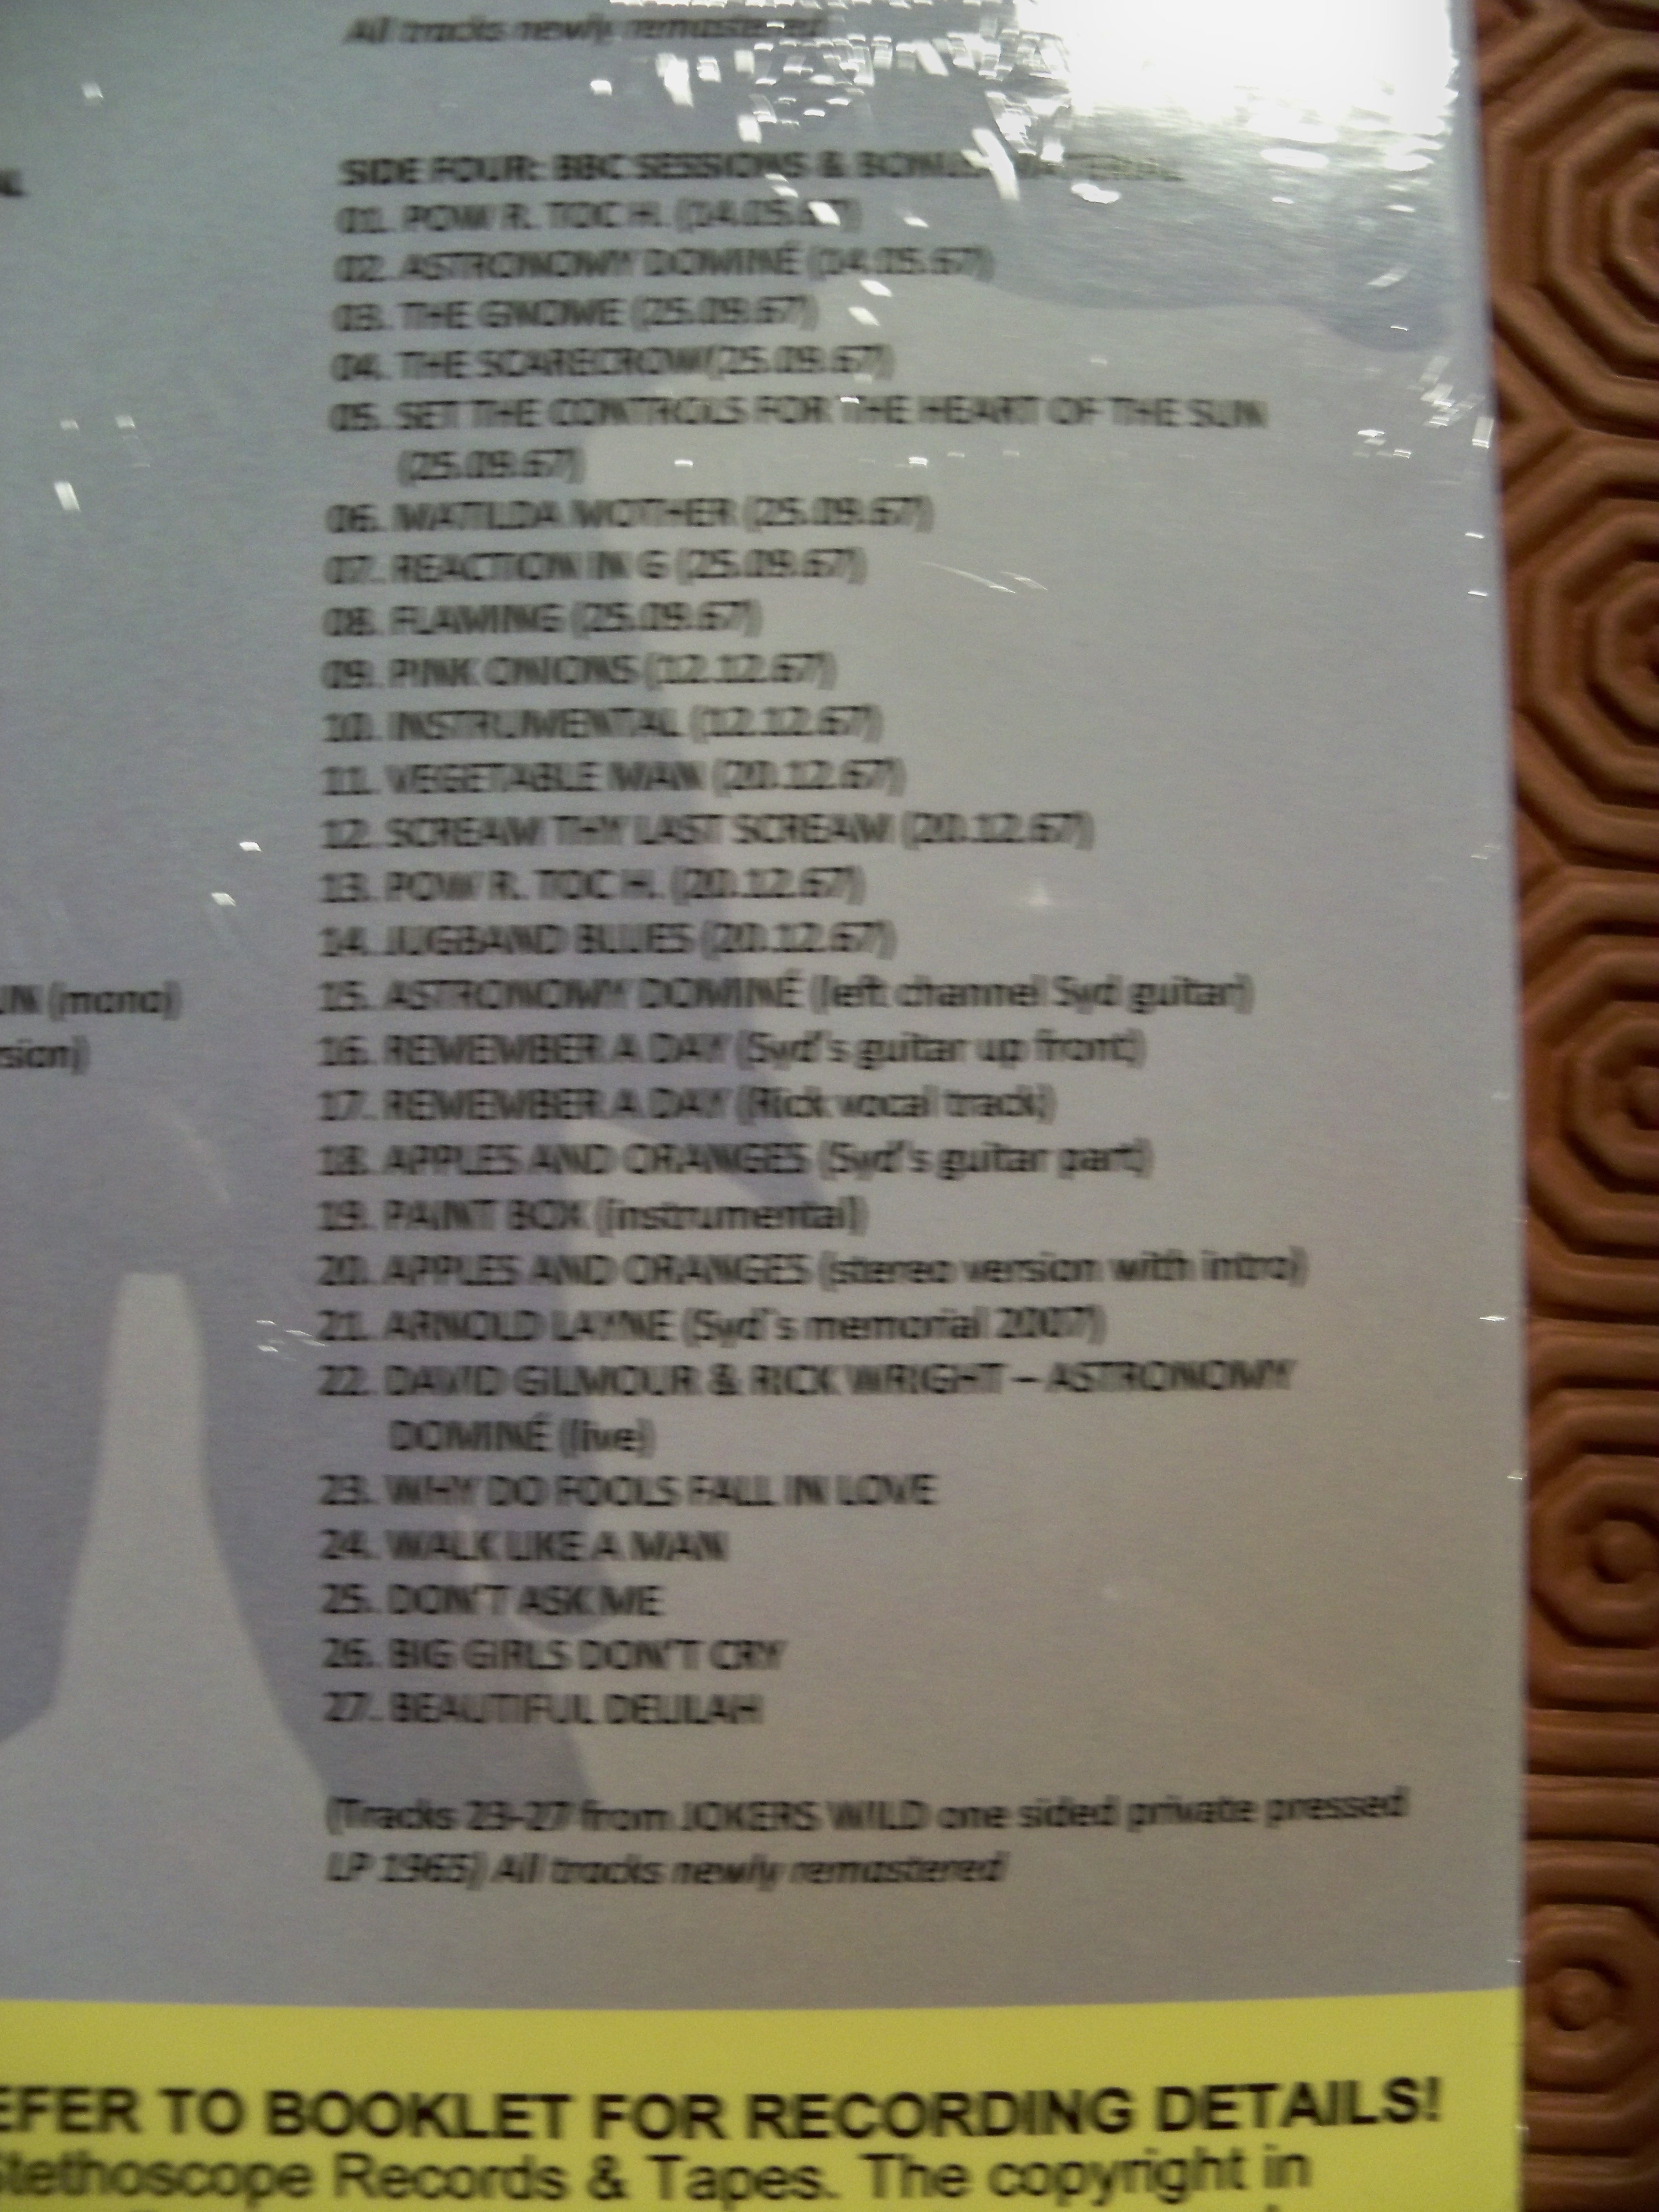 All tracks newly remastered
SIDE FOUR: BBC SESSIONS & BONUS MATERIAL
01. POW R. TOC H. (14.05.67)
02. ASTRONOMY DOMINÉ (14.05.67)
03. THE GNOME (25.09.67)
04. THE SCARECROW(25.09.67)
05. SET THE CONTROLS FOR THE HEART OF THE SUN
(25.09.67)
06. MATILDA MOTHER (25.09.67)
07. REACTION IN G (25.09.67)
08. FLAMING (25.09.67)
09. PINK ONIONS (12.12.67)
10. INSTRUMENTAL (12.12.67)
11. VEGETABLE MAN (20.12.67)
12. SCREAM THY LAST SCREAM (20.12.67)
13. POW R. TOC H. (20.12.67)
14. JUGBAND BLUES (20.12.67)
UN (mono)
rsion)
15. ASTRONOMY DOMINÉ (left channel Syd guitar)
16. REMEMBER A DAY (Syd's guitar up front)
17. REMEMBER A DAY (Rick vocal track)
18. APPLES AND ORANGES (Syd's guitar part)
19. PAINT BOX (instrumental)
20. APPLES AND ORANGES (stereo version with intro)
21. ARNOLD LAYNE (Syd's memorial 2007)
22. DAVID GILMOUR & RICK WRIGHT – ASTRONOMY
DOMINÉ (live)
23. WHY DO FOOLS FALL IN LOVE
24. WALK LIKE A MAN
25. DON'T ASK ME
26. BIG GIRLS DON'T CRY
27. BEAUTIFUL DELILAH
(Tracks 23-27 from JOKERS WILD one sided private pressed
LP 1965) All tracks newly remastered
EFER TO BOOKLET FOR RECORDING DETAILS!
Stethoscope Records & Tapes. The copyright in